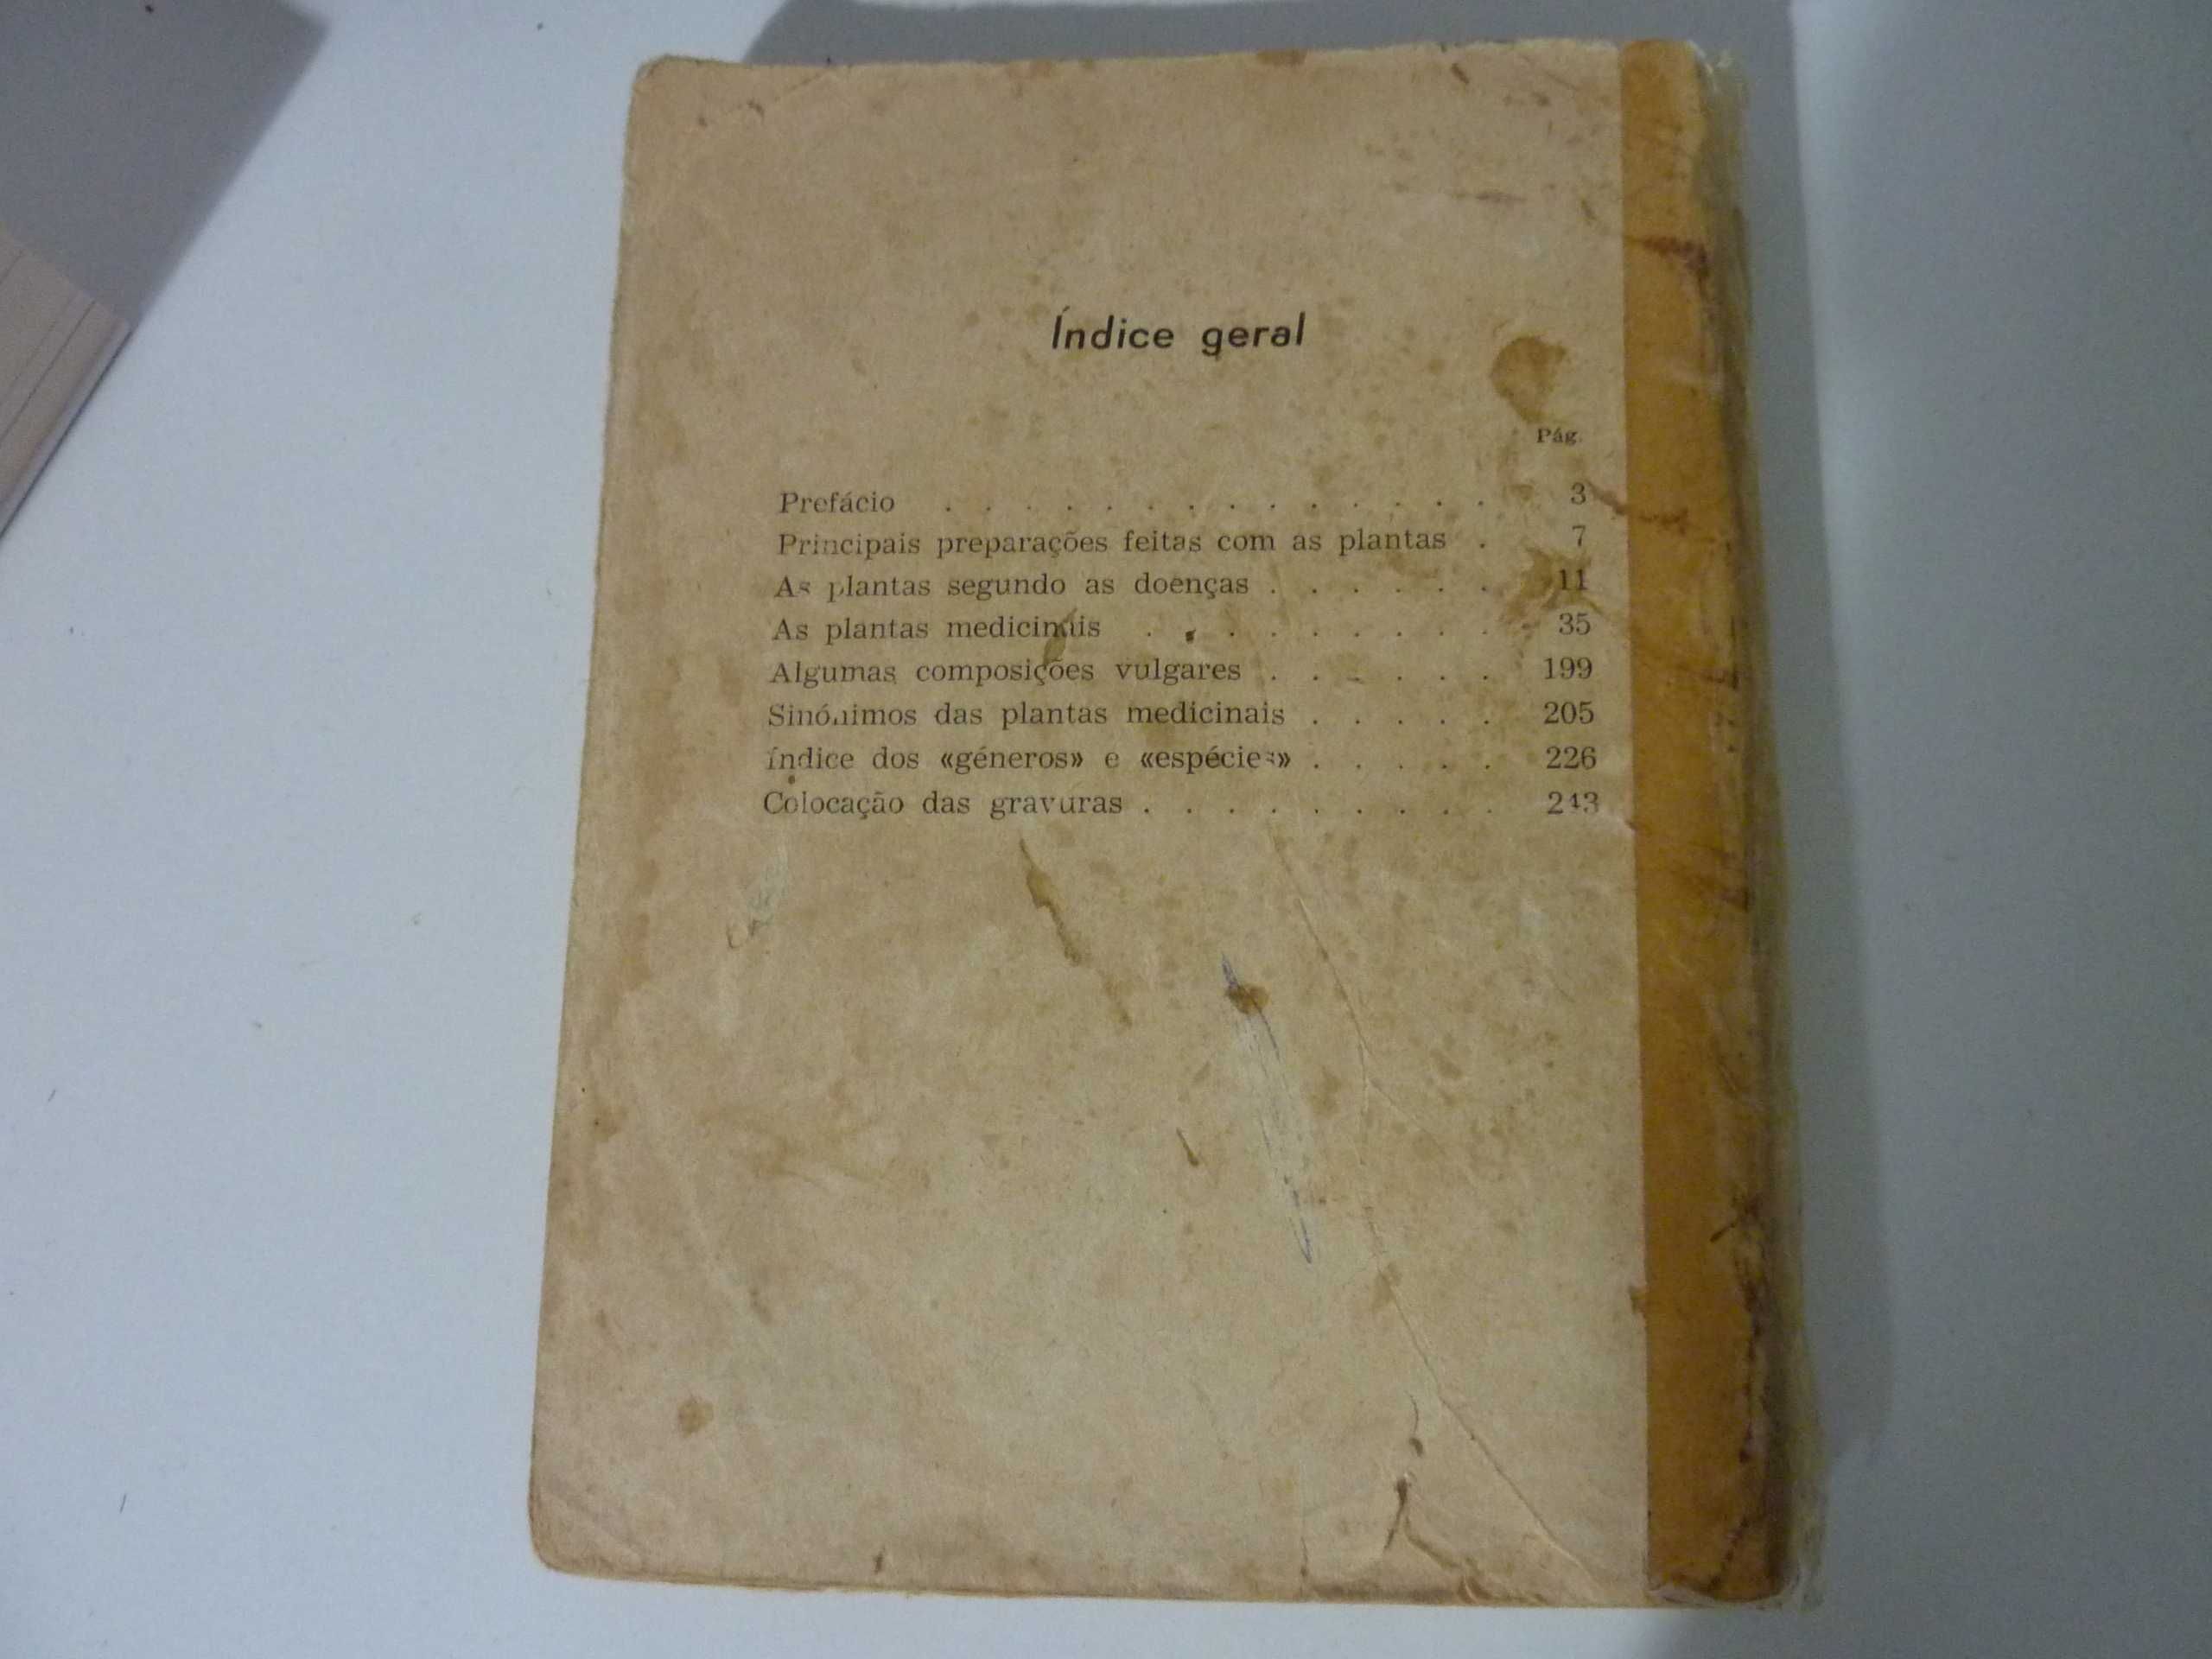 Índice geral
Pág.
Prefácio . . . . . . . . . . . . . . 3
Principais preparações feitas com as plantas . 7
As plantas segundo as doenças . . . . . . 11
As plantas medicinais . . . . . . . . . 35
Algumas composições vulgares . . . . . . 199
Sinónimos das plantas medicinais . . . . . 205
índice dos «géneros» e «espécies» . . . . . 226
Colocação das gravuras . . . . . . . . . 243